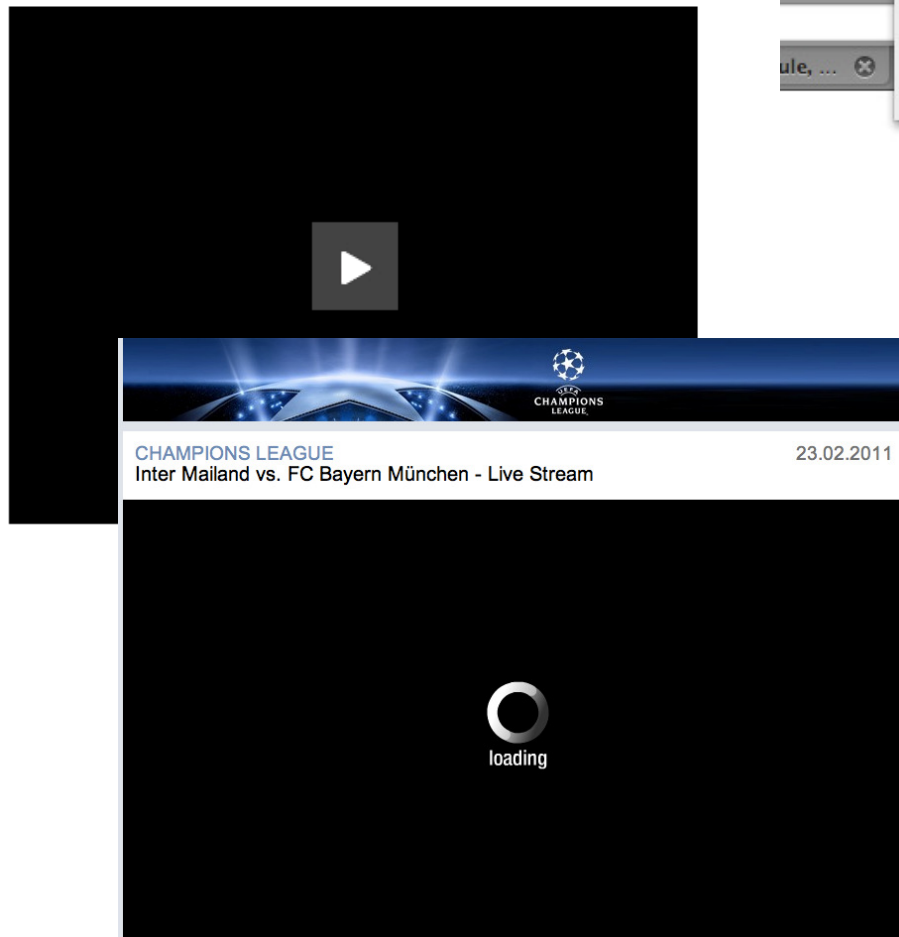 ule, ...
UEFA
CHAMPIONS
LEAGUE
CHAMPIONS LEAGUE
23.02.2011
Inter Mailand vs. FC Bayern München - Live Stream
loading